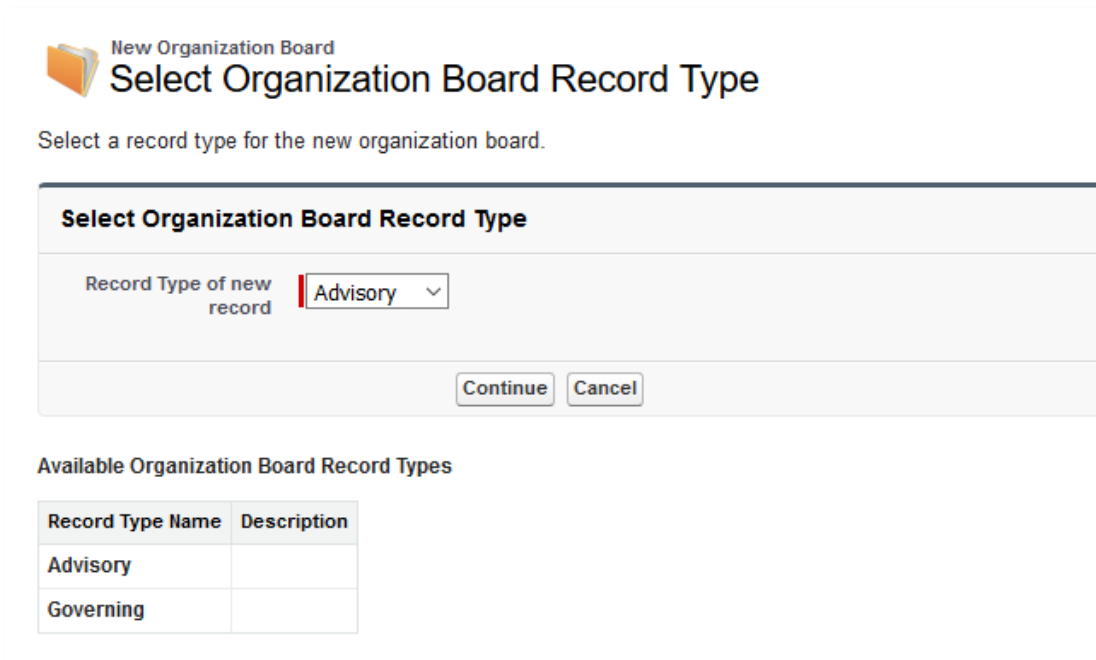 New Organization Board
Select Organization Board Record Type
Select a record type for the new organization board.
Select Organization Board Record Type
Record Type of new
record
Advisory
Continue Cancel
Available Organization Board Record Types
Record Type Name Description
Advisory
Governing